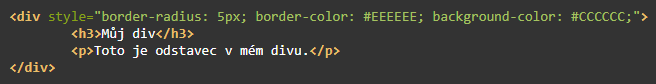 <div style="border-radius: 5px; border-color: #EEEEEE; background-color: #CCCCCC;">
<h3>Můj div</h3>
<p>Toto je odstavec v mém divu.</p>
</div>